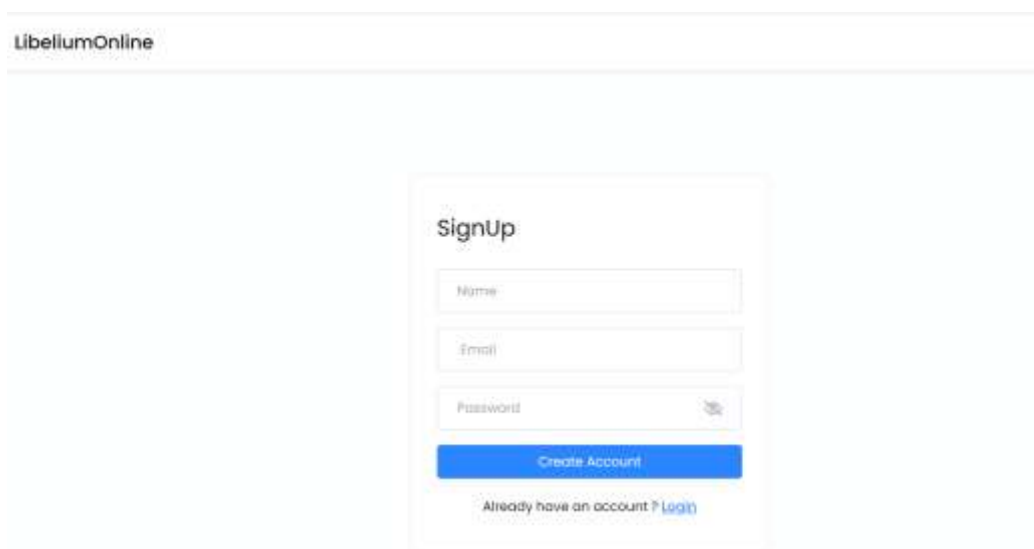 LibeliumOnline
SignUp
Name
Email
Password
Create Account
Already have an account ? Login